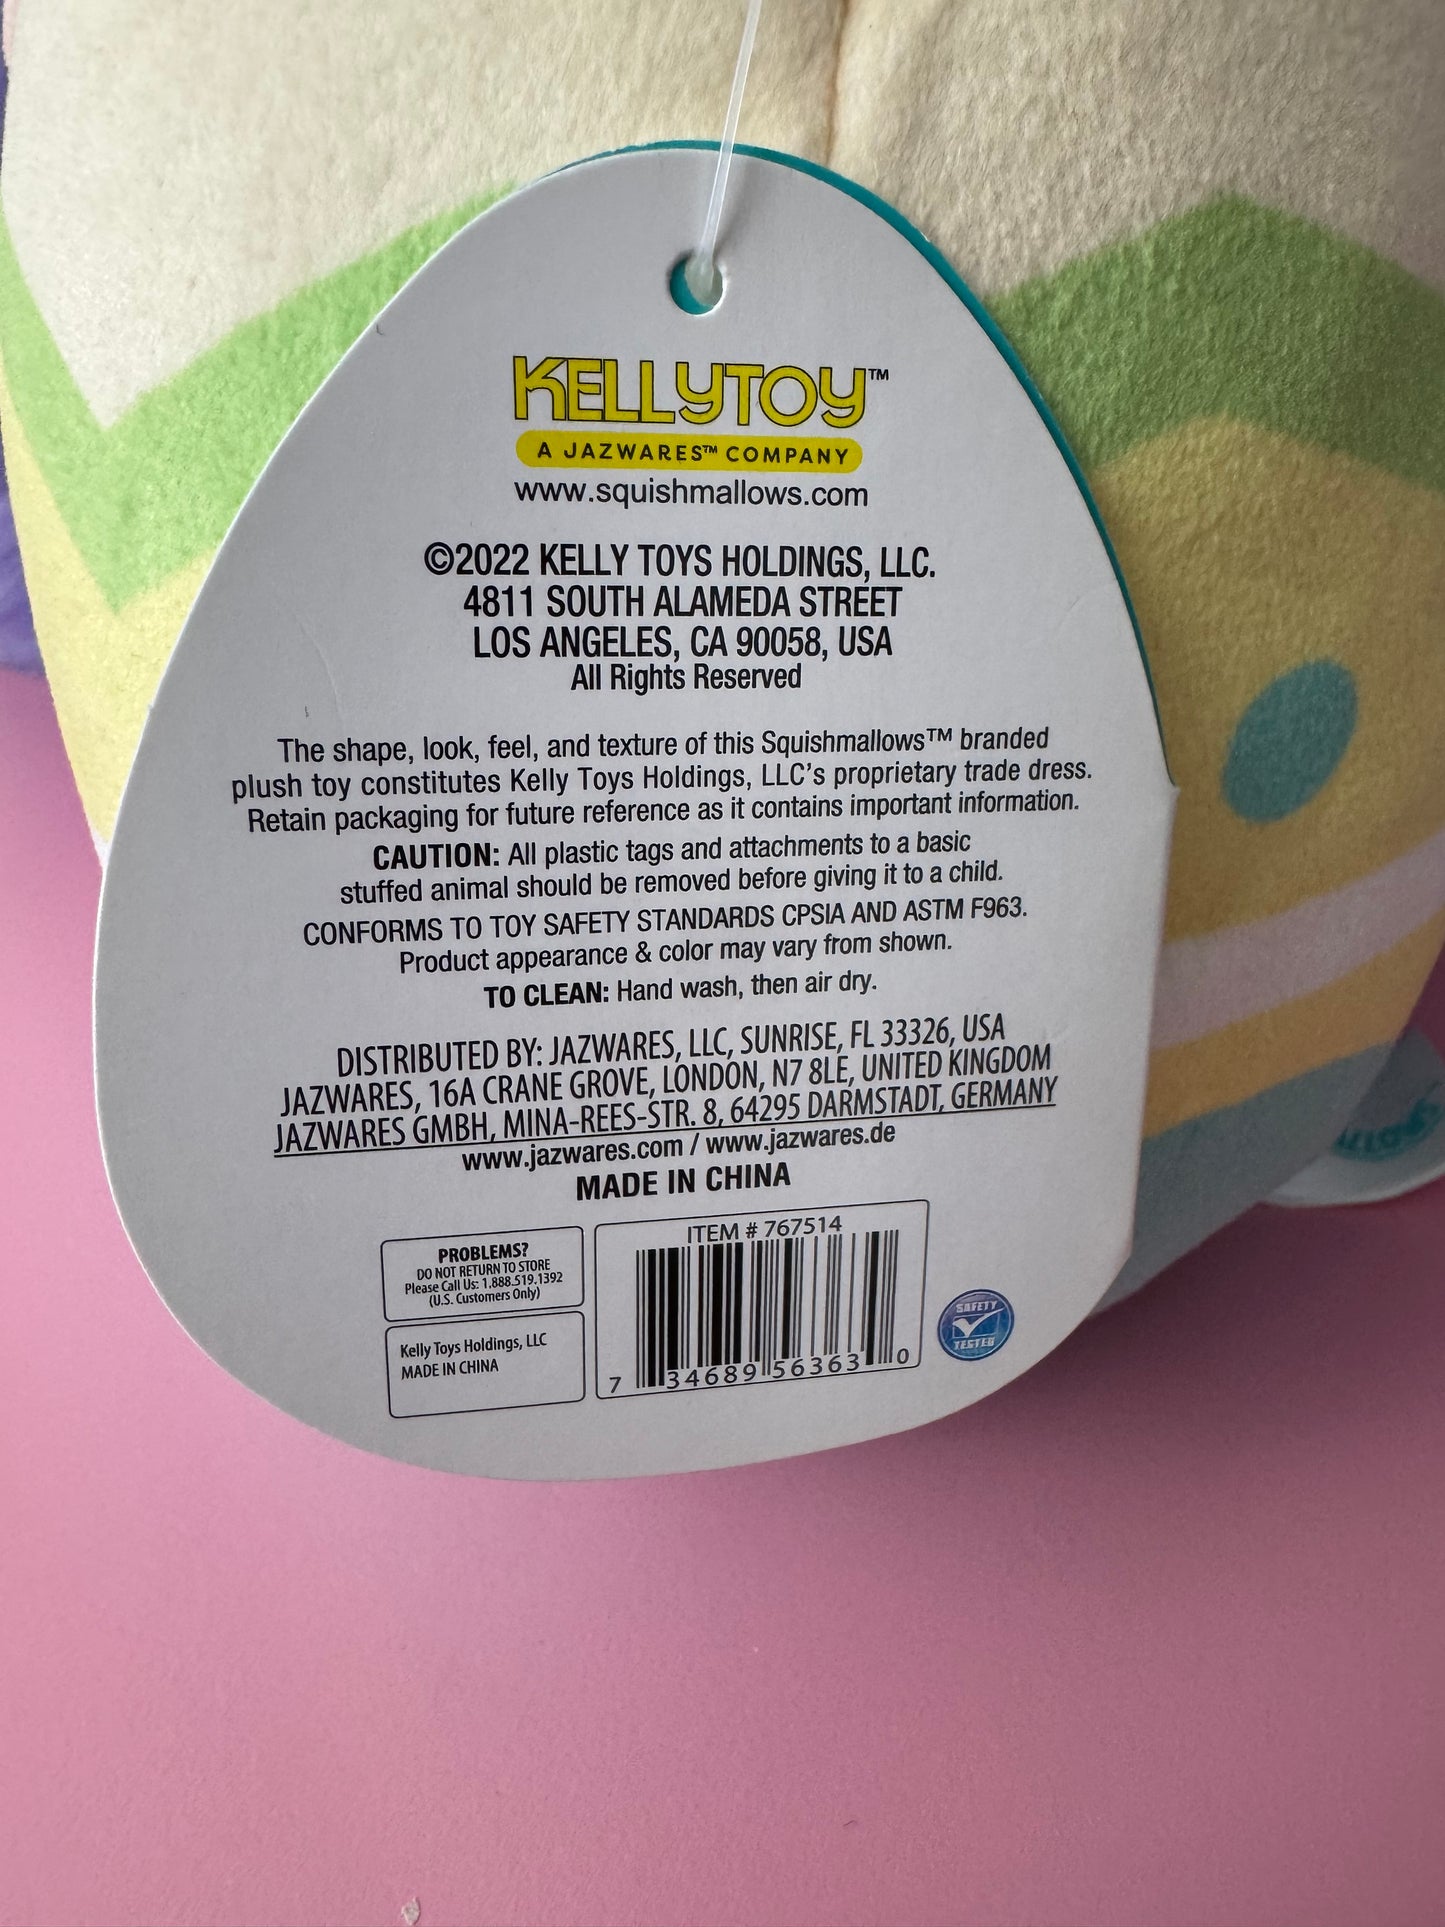 KELLYTOY™
A JAZWARES™ COMPANY
www.squishmallows.com
©2022 KELLY TOYS HOLDINGS, LLC.
4811 SOUTH ALAMEDA STREET
LOS ANGELES, CA 90058, USA
All Rights Reserved
The shape, look, feel, and texture of this Squishmallows™ branded
plush toy constitutes Kelly Toys Holdings, LLC's proprietary trade dress.
Retain packaging for future reference as it contains important information.
CAUTION: All plastic tags and attachments to a basic
stuffed animal should be removed before giving it to a child.
CONFORMS TO TOY SAFETY STANDARDS CPSIA AND ASTM F963.
Product appearance & color may vary from shown.
TO CLEAN: Hand wash, then air dry.
DISTRIBUTED BY: JAZWARES, LLC, SUNRISE, FL 33326, USA
JAZWARES, 16A CRANE GROVE, LONDON, N7 8LE, UNITED KINGDOM
JAZWARES GMBH, MINA-REES-STR. 8, 64295 DARMSTADT, GERMANY
www.jazwares.com / www.jazwares.de
MADE IN CHINA
PROBLEMS?
DO NOT RETURN TO STORE
Please Call Us: 1.888.519.1392
(U.S. Customers Only)
Kelly Toys Holdings, LLC
MADE IN CHINA
ITEM # 767514
7 34689 56363 0
SAFETY
TESTED